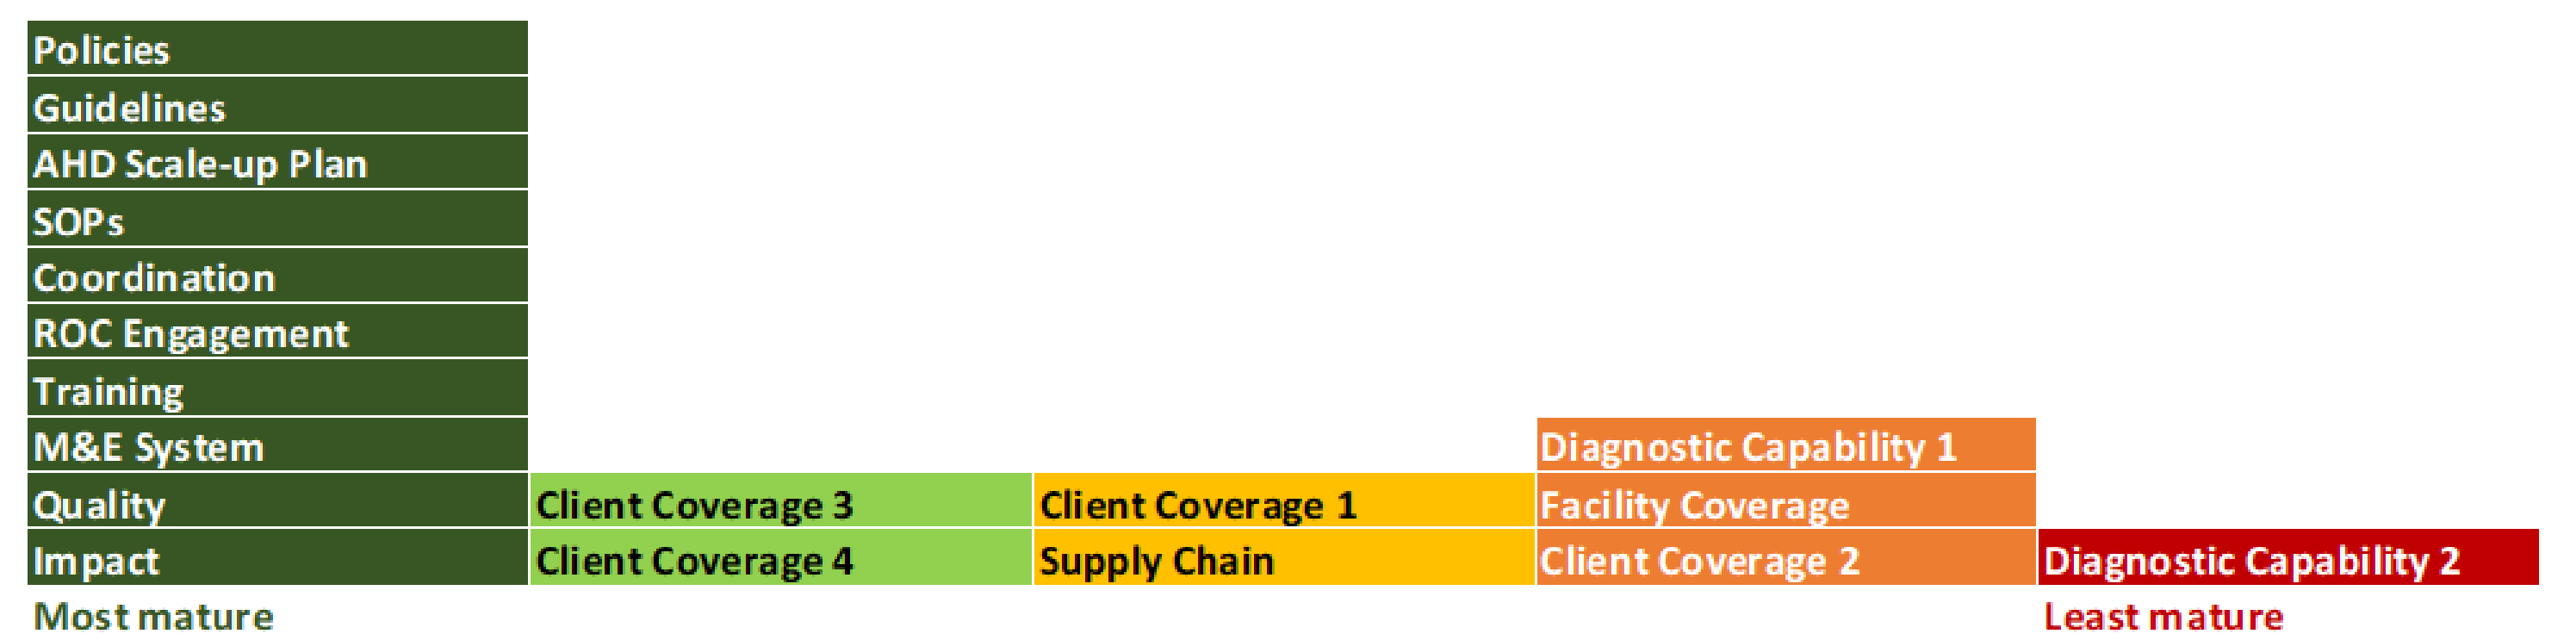 Policies
Guidelines
AHD Scale-up Plan
SOPs
Coordination
ROC Engagement
Training
M&E System Diagnostic Capability 1
Quality Client Coverage 3 Client Coverage 1 Facility Coverage
Impact Client Coverage 4 Supply Chain Client Coverage 2 Diagnostic Capability 2
Most mature Least mature